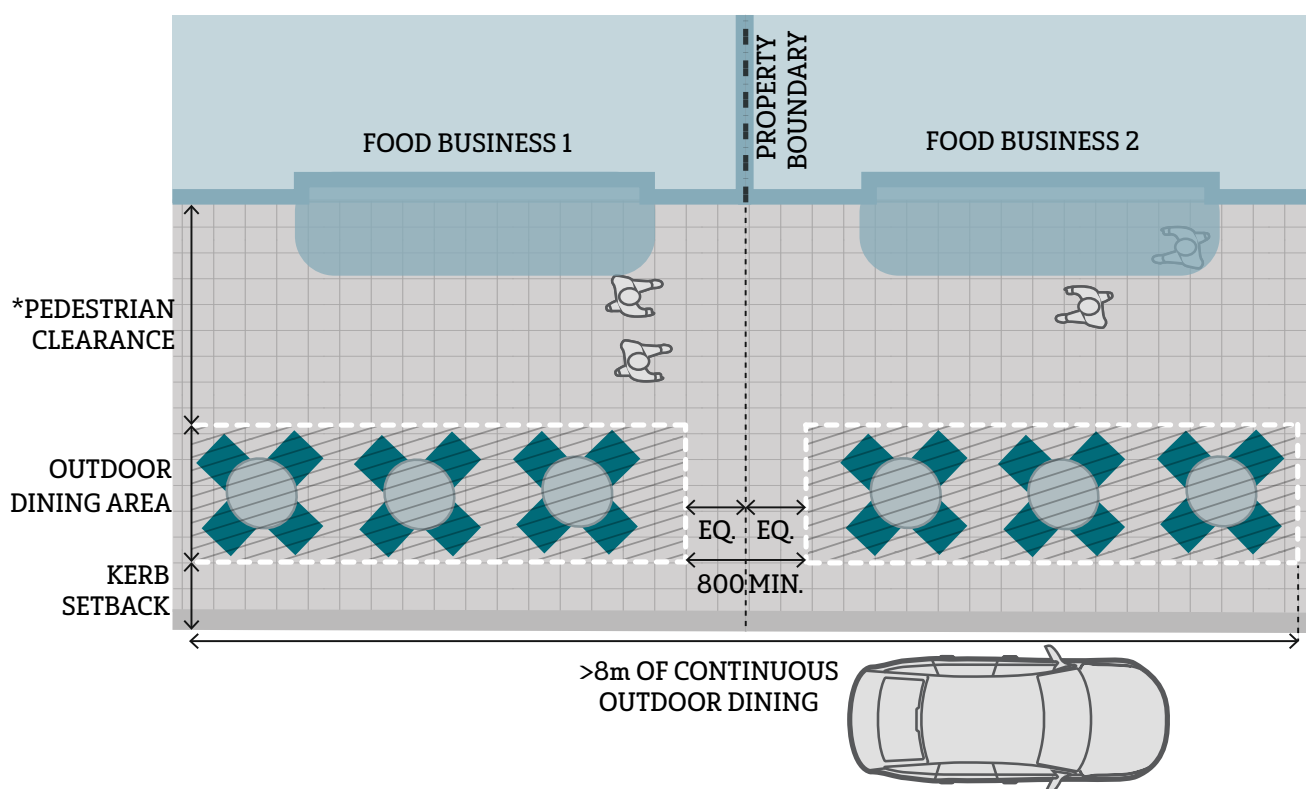 PROPERTY
BOUNDARY
FOOD BUSINESS 1
FOOD BUSINESS 2
*PEDESTRIAN
CLEARANCE
OUTDOOR
DINING AREA
EQ.
EQ.
800 MIN.
KERB
SETBACK
>8m OF CONTINUOUS
OUTDOOR DINING